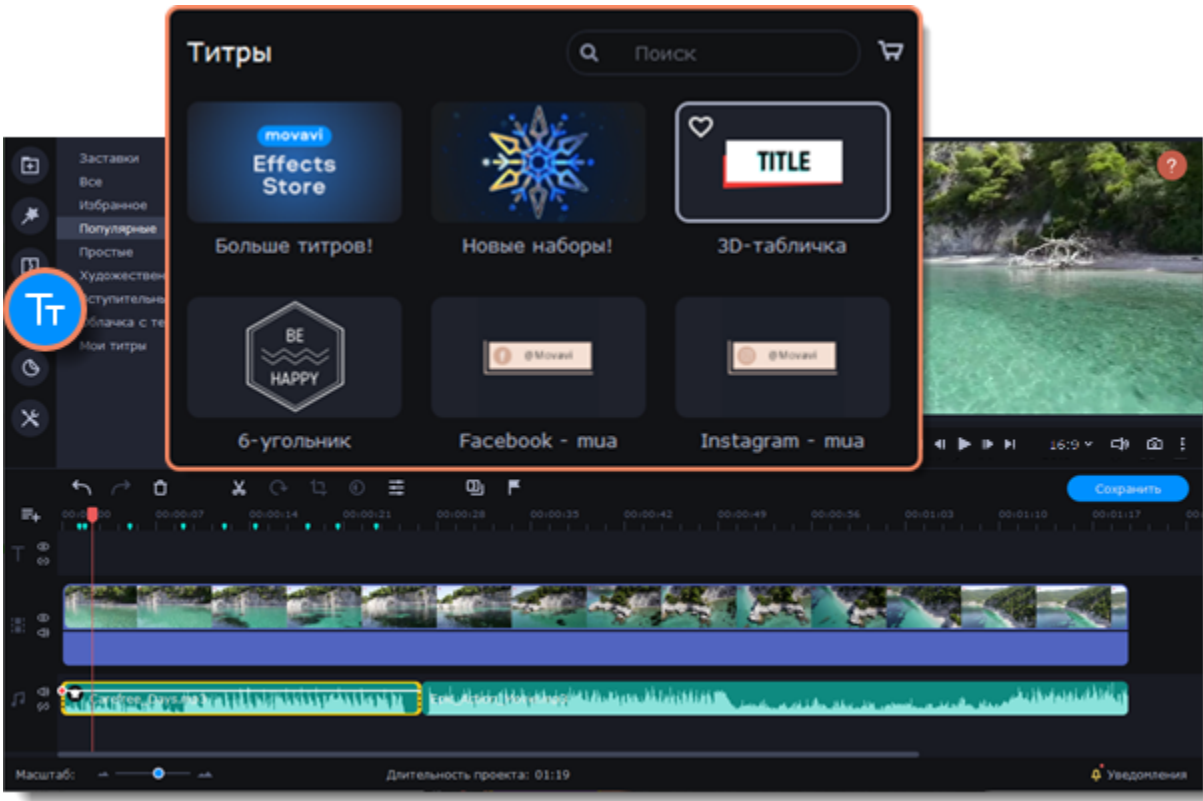 Титры
Поиск
movavi
Effects
Store
TITLE
Больше титров!
Новые наборы!
3D-табличка
BE
HAPPY
@Movavi
@Movavi
6-угольник
Facebook - mua
Instagram - mua
Заставки
Все
Избранное
Популярные
Простые
Мои титры
Tт
?
16:9
Сохранить
00:00:07
00:00:14
00:00:21
00:00:28
00:00:35
00:00:42
00:00:49
00:00:56
00:01:03
00:01:10
00:01:17
Carefree_Days.mp3
Масштаб:
Длительность проекта: 01:19
Уведомления